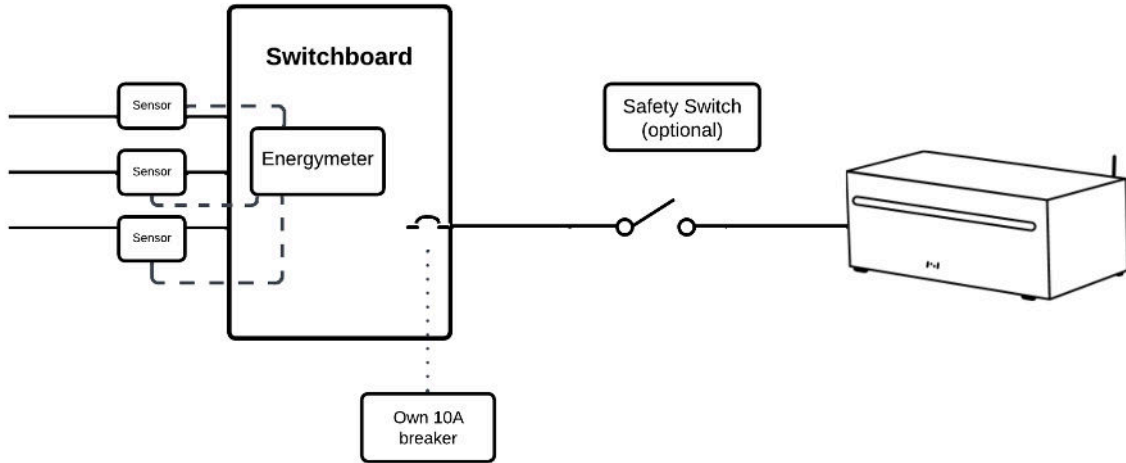 Switchboard
Sensor
Sensor
Sensor
Energymeter
Safety Switch
(optional)
Own 10A
breaker